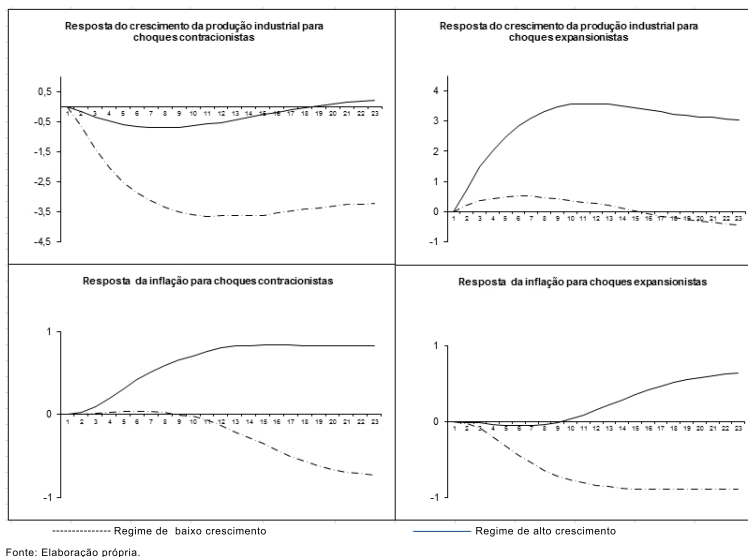 Resposta do crescimento da produção industrial para
choques contracionistas
0,5
-0,5
1 2 3 4 5 6 7 8 9 10 11 12 13 14 15 16 17 18 19 20 21 22 23
-1,5
-2,5
-3,5
-4,5
Resposta do crescimento da produção industrial para
choques expansionistas
4
3
2
1
0
1 2 3 4 5 6 7 8 9 10 11 12 13 14 15 16 17 18 19 20 21 22 23
-1
Resposta da inflação para choques contracionistas
1
0
1 2 3 4 5 6 7 8 9 10 11 12 13 14 15 16 17 18 19 20 21 22 23
-1
Resposta da inflação para choques expansionistas
1
0
1 2 3 4 5 6 7 8 9 10 11 12 13 14 15 16 17 18 19 20 21 22 23
-1
Regime de baixo crescimento
Regime de alto crescimento
Fonte: Elaboração própria.